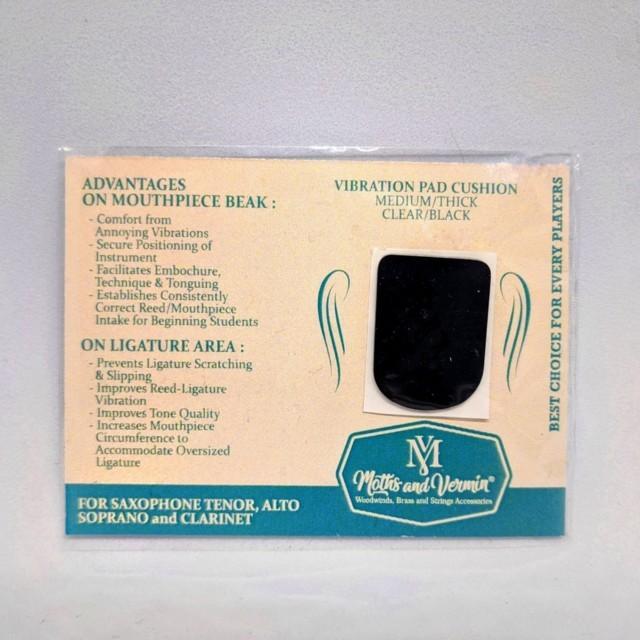 ADVANTAGES
ON MOUTHPIECE BEAK :
- Comfort from
Annoying Vibrations
- Secure Positioning of
Instrument
- Facilitates Embochure,
Technique & Tonguing
- Establishes Consistently
Correct Reed/Mouthpiece
Intake for Beginning Students
ON LIGATURE AREA :
- Prevents Ligature Scratching
& Slipping
- Improves Reed-Ligature
Vibration
- Improves Tone Quality
- Increases Mouthpiece
Circumference to
Accommodate Oversized
Ligature
FOR SAXOPHONE TENOR, ALTO
SOPRANO and CLARINET
VIBRATION PAD CUSHION
MEDIUM/THICK
CLEAR/BLACK
MV
Moths and Vermin®
Woodwinds, Brass and Strings Accessories
BEST CHOICE FOR EVERY PLAYERS